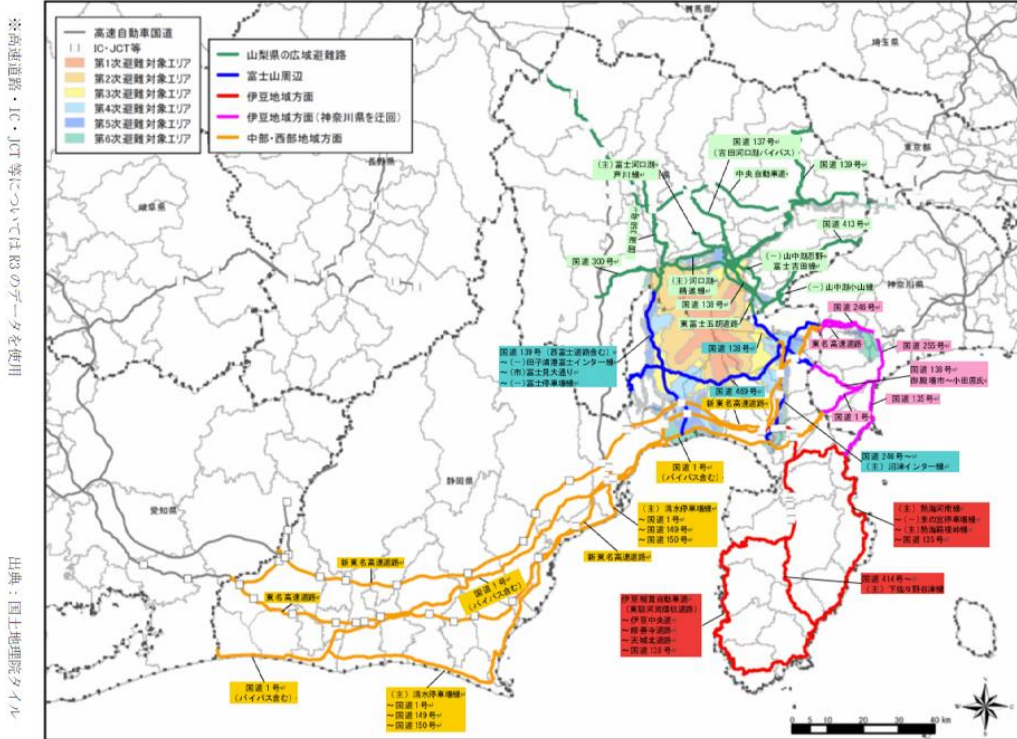 ※高速道路・IC・JCT 等については R3 のデータを使用
出典：国土地理院タイル
高速自動車国道
IC・JCT等
第1次避難対象エリア
第2次避難対象エリア
第3次避難対象エリア
第4次避難対象エリア
第5次避難対象エリア
第6次避難対象エリア
山梨県の広域避難路
富士山周辺
伊豆地域方面
伊豆地域方面(神奈川県を迂回)
中部・西部地域方面
群馬県
埼玉県
長野県
東京都
岐阜県
神奈川県
静岡県
愛知県
国道 137号
(吉田河口湖バイパス)
(主)富士河口湖
芦川線
中央自動車道
国道 139号
国道 413号
国道 300号
(一)山中湖忍野
富士吉田線
(主)河口湖
精進線
(一)山中湖小山線
国道 138号
東富士五湖道路
国道 246号
東名高速道路
国道 255号
国道 139号 (西富士道路含む)
～(一)田子浦港富士インター線
～(市)富士見大通り
～(一)富士停車場線
国道 138号
国道 138号
御殿場市～小田原氏
国道 469号
新東名高速道路
国道 135号
国道 1号
国道 246号～
(主)沼津インター線
国道 1号
(バイパス含む)
(主)清水停車場線
～国道 1号
～国道 149号
～国道 150号
(主)熱海函南線
～(主)熱海箱根峠線
～国道 135号
新東名高速道路
新東名高速道路
国道 1号
(バイパス含む)
東名高速道路
国道 414号～
(主)下佐ヶ野谷津線
伊豆縦貫自動車道
(東駿河湾環状道路)
～伊豆中央道
～修善寺道路
～天城北道路
～国道 136号
国道 1号
(バイパス含む)
(主)清水停車場線
～国道 1号
～国道 149号
～国道 150号
0 5 10 20 30 40 km